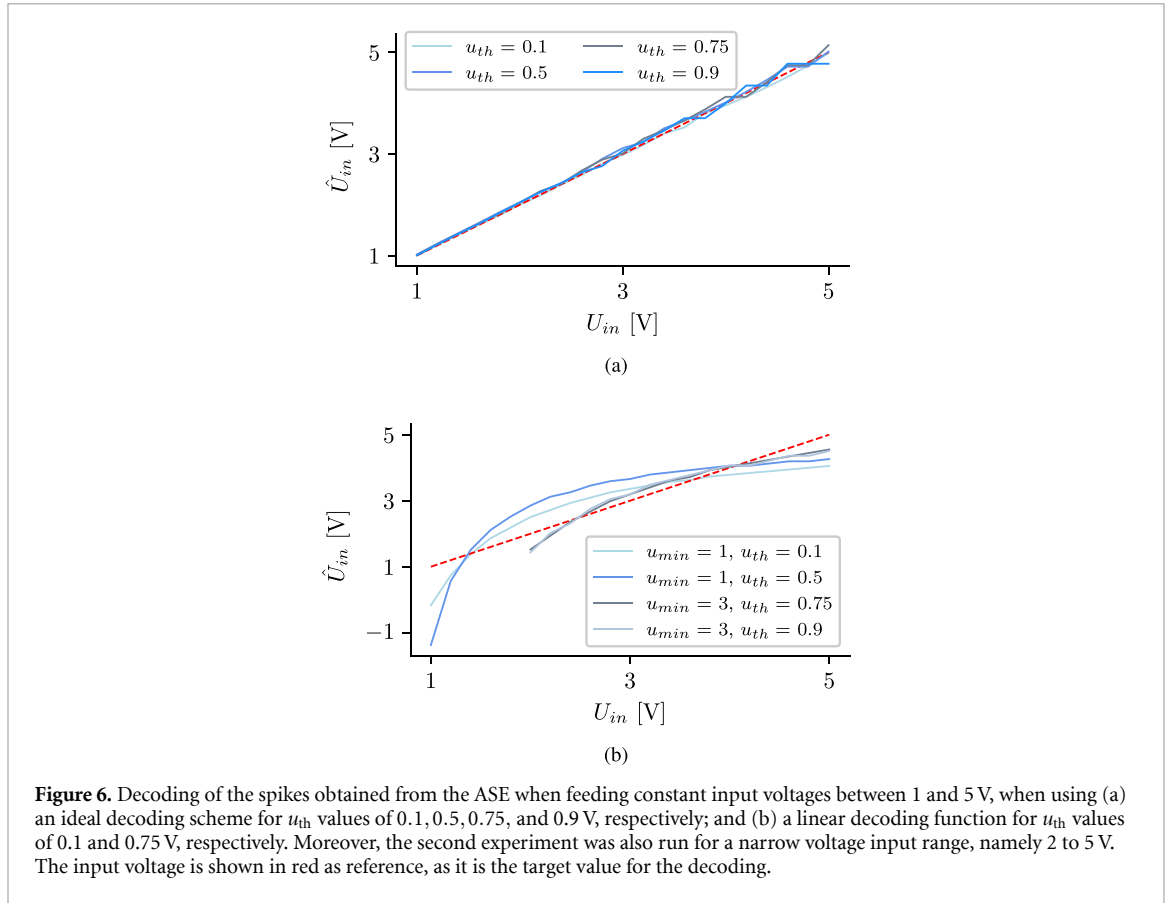 5
3
1
Û_in [V]
u_th = 0.1
u_th = 0.75
u_th = 0.5
u_th = 0.9
1
3
5
U_in [V]
(a)
5
3
1
−1
Û_in [V]
u_min = 1, u_th = 0.1
u_min = 1, u_th = 0.5
u_min = 3, u_th = 0.75
u_min = 3, u_th = 0.9
1
3
5
U_in [V]
(b)
Figure 6. Decoding of the spikes obtained from the ASE when feeding constant input voltages between 1 and 5 V, when using (a)
an ideal decoding scheme for u_th values of 0.1, 0.5, 0.75, and 0.9 V, respectively; and (b) a linear decoding function for u_th values
of 0.1 and 0.75 V, respectively. Moreover, the second experiment was also run for a narrow voltage input range, namely 2 to 5 V.
The input voltage is shown in red as reference, as it is the target value for the decoding.